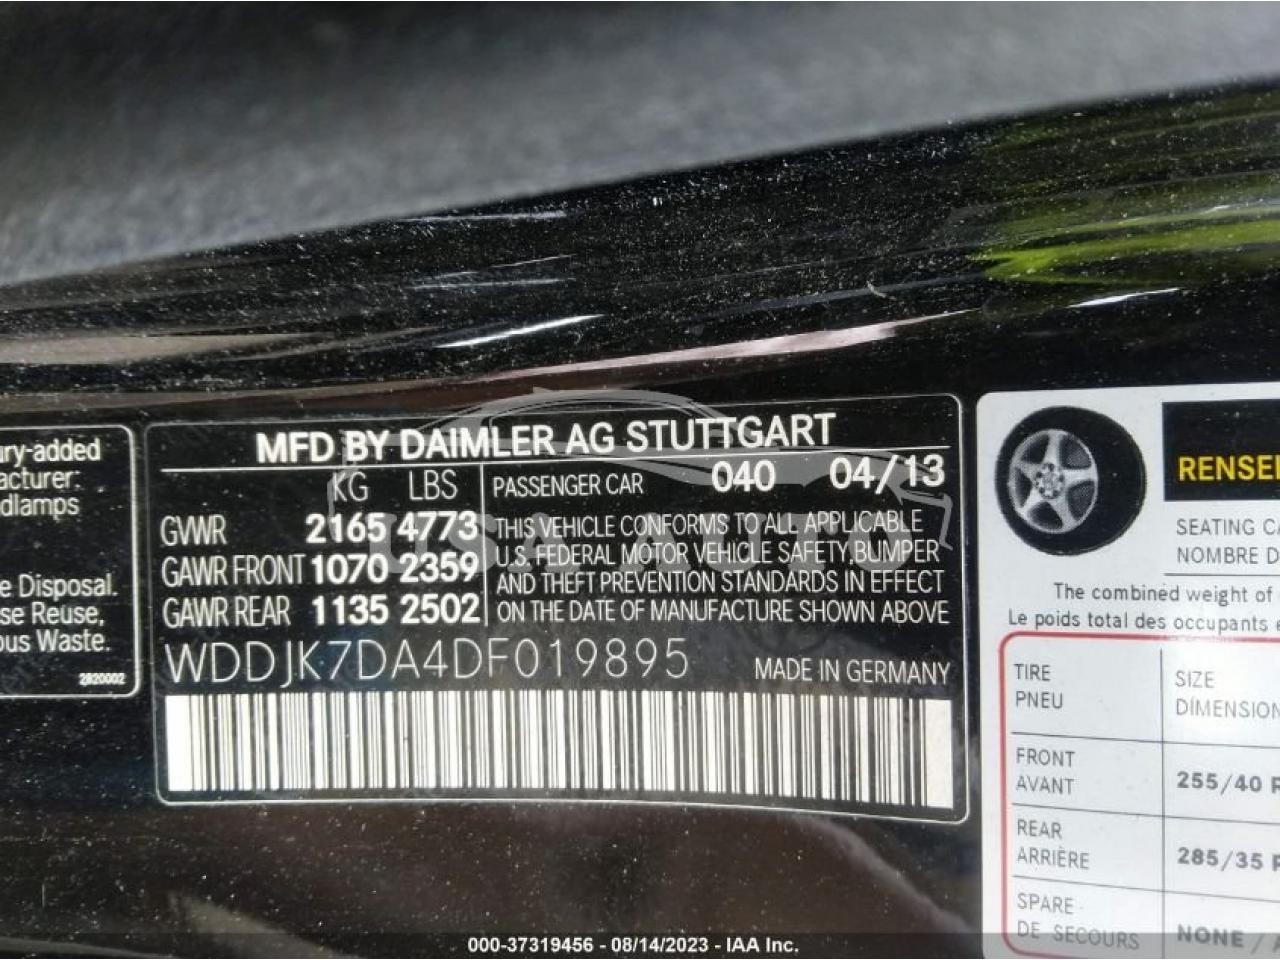 ury-added
acturer:
dlamps
e Disposal.
se Reuse,
ous Waste.
2820002
MFD BY DAIMLER AG STUTTGART
KG LBS
PASSENGER CAR 040 04/13
GVWR 2165 4773
GAWR FRONT 1070 2359
GAWR REAR 1135 2502
THIS VEHICLE CONFORMS TO ALL APPLICABLE
U.S. FEDERAL MOTOR VEHICLE SAFETY, BUMPER
AND THEFT PREVENTION STANDARDS IN EFFECT
ON THE DATE OF MANUFACTURE SHOWN ABOVE
WDDJK7DA4DF019895 MADE IN GERMANY
USA AUTO
RENSEI
SEATING CA
NOMBRE D
The combined weight of
Le poids total des occupants e
TIRE
PNEU
SIZE
DIMENSION
FRONT
AVANT
255/40 R
REAR
ARRIÈRE
285/35 R
SPARE
DE SECOURS
NONE /
000-37319456 - 08/14/2023 - IAA Inc.